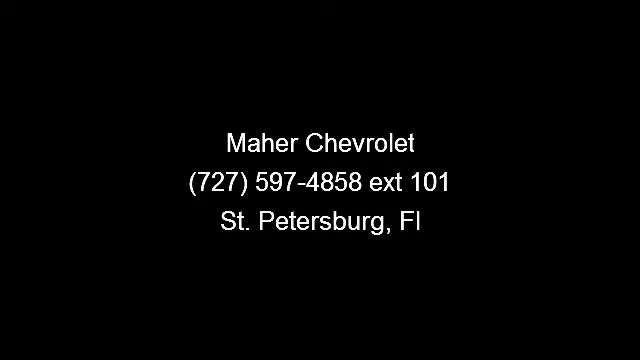 Maher Chevrolet
(727) 597-4858 ext 101
St. Petersburg, Fl